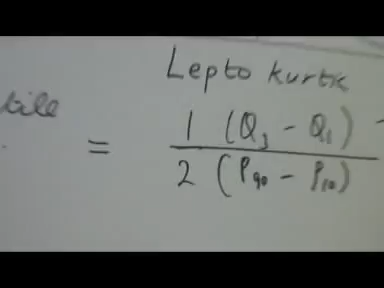 Lepto kurtic
tile
= 1 (Q3 - Q1)
2 (P90 - P10)